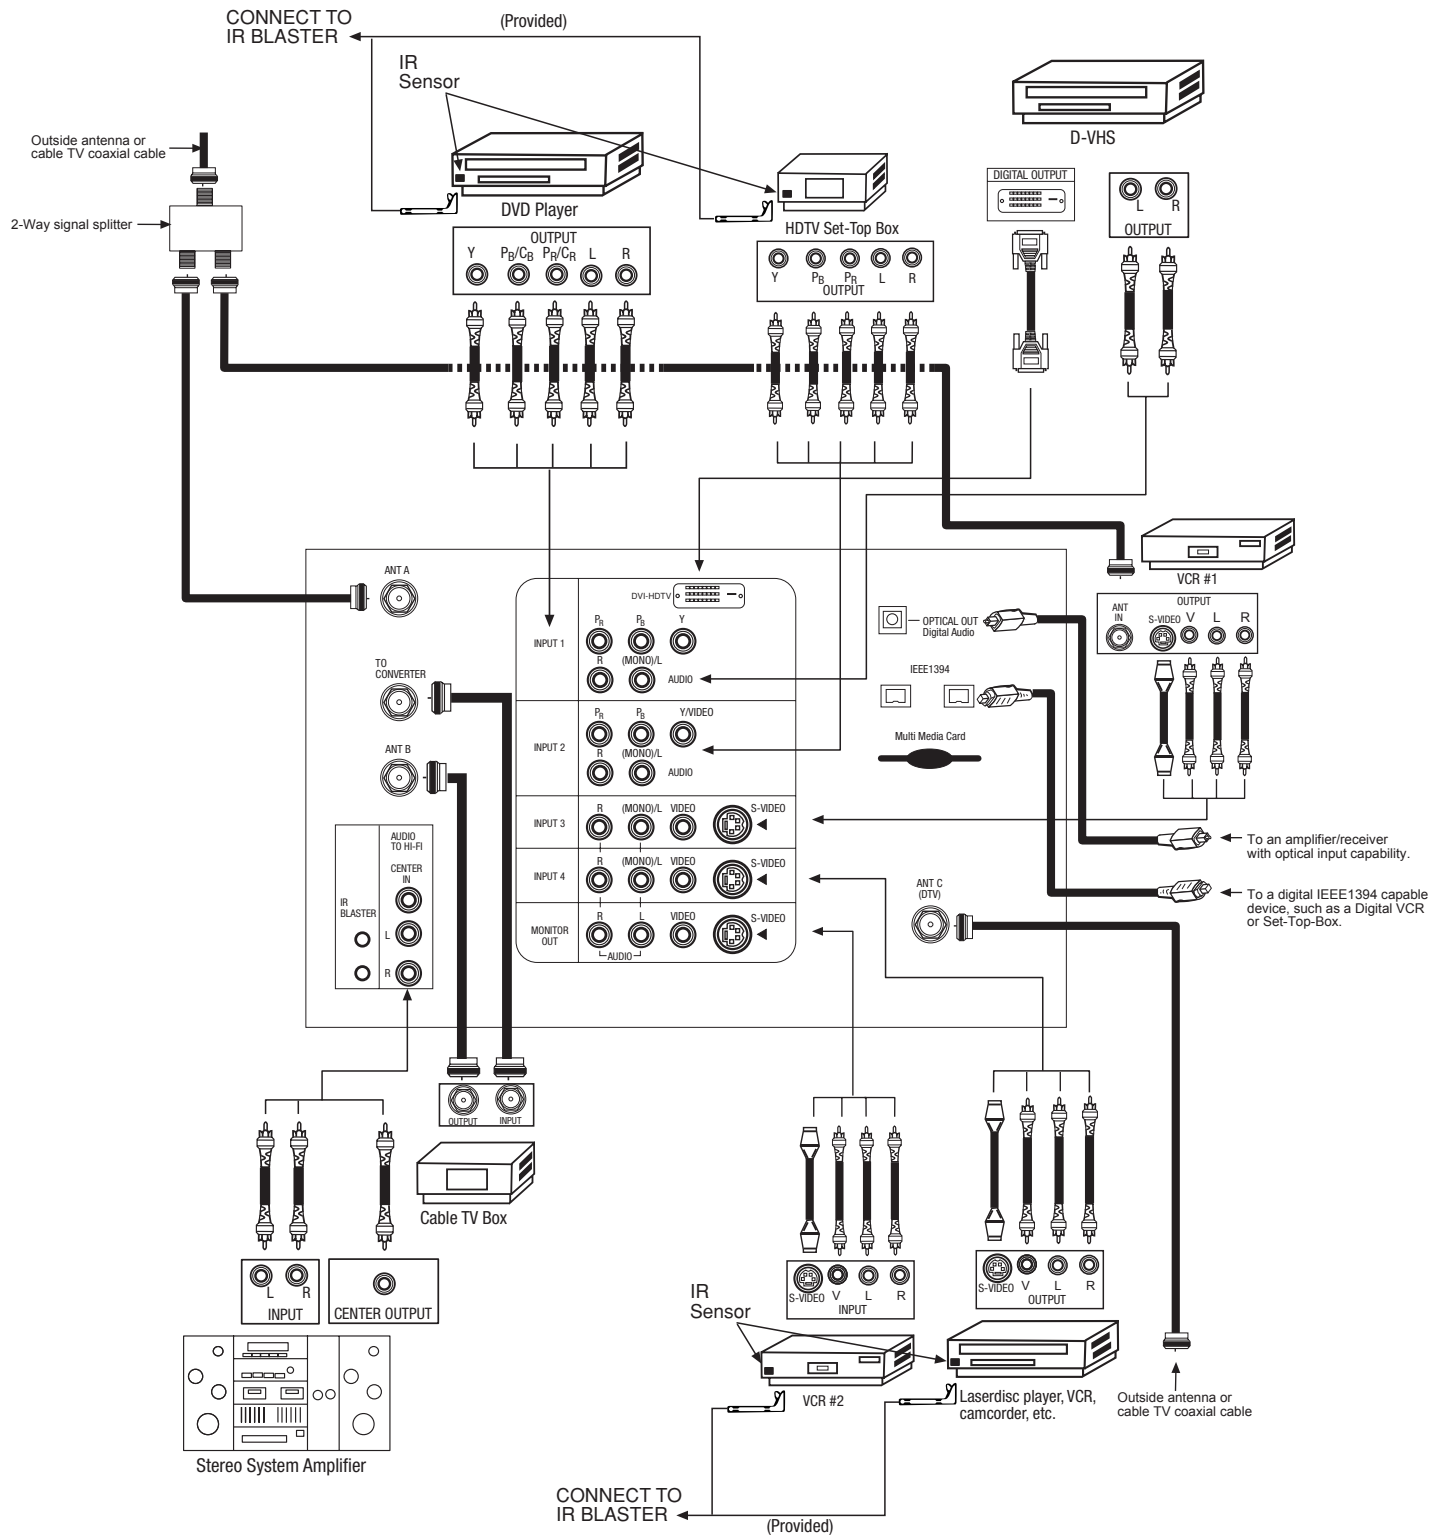 CONNECT TO
IR BLASTER
(Provided)
IR
Sensor
D-VHS
Outside antenna or
cable TV coaxial cable
2-Way signal splitter
DVD Player
HDTV Set-Top Box
DIGITAL OUTPUT
L R
OUTPUT
OUTPUT
Y PB/CB PR/CR L R
Y PB PR L R
OUTPUT
VCR #1
ANT
IN
OUTPUT
S-VIDEO V L R
ANT A
TO
CONVERTER
ANT B
DVI-HDTV
INPUT 1
PR PB Y
R (MONO)/L
AUDIO
INPUT 2
PR PB Y/VIDEO
R (MONO)/L
AUDIO
INPUT 3
R (MONO)/L VIDEO S-VIDEO
INPUT 4
R (MONO)/L VIDEO S-VIDEO
MONITOR
OUT
R L VIDEO S-VIDEO
AUDIO
OPTICAL OUT
Digital Audio
IEEE1394
Multi Media Card
ANT C
(DTV)
To an amplifier/receiver
with optical input capability.
To a digital IEEE1394 capable
device, such as a Digital VCR
or Set-Top-Box.
IR
BLASTER
AUDIO
TO HI-FI
CENTER
IN
L
R
OUTPUT INPUT
Cable TV Box
L R
INPUT
CENTER OUTPUT
Stereo System Amplifier
S-VIDEO V L R
INPUT
S-VIDEO V L R
OUTPUT
IR
Sensor
VCR #2
Laserdisc player, VCR,
camcorder, etc.
Outside antenna or
cable TV coaxial cable
CONNECT TO
IR BLASTER
(Provided)